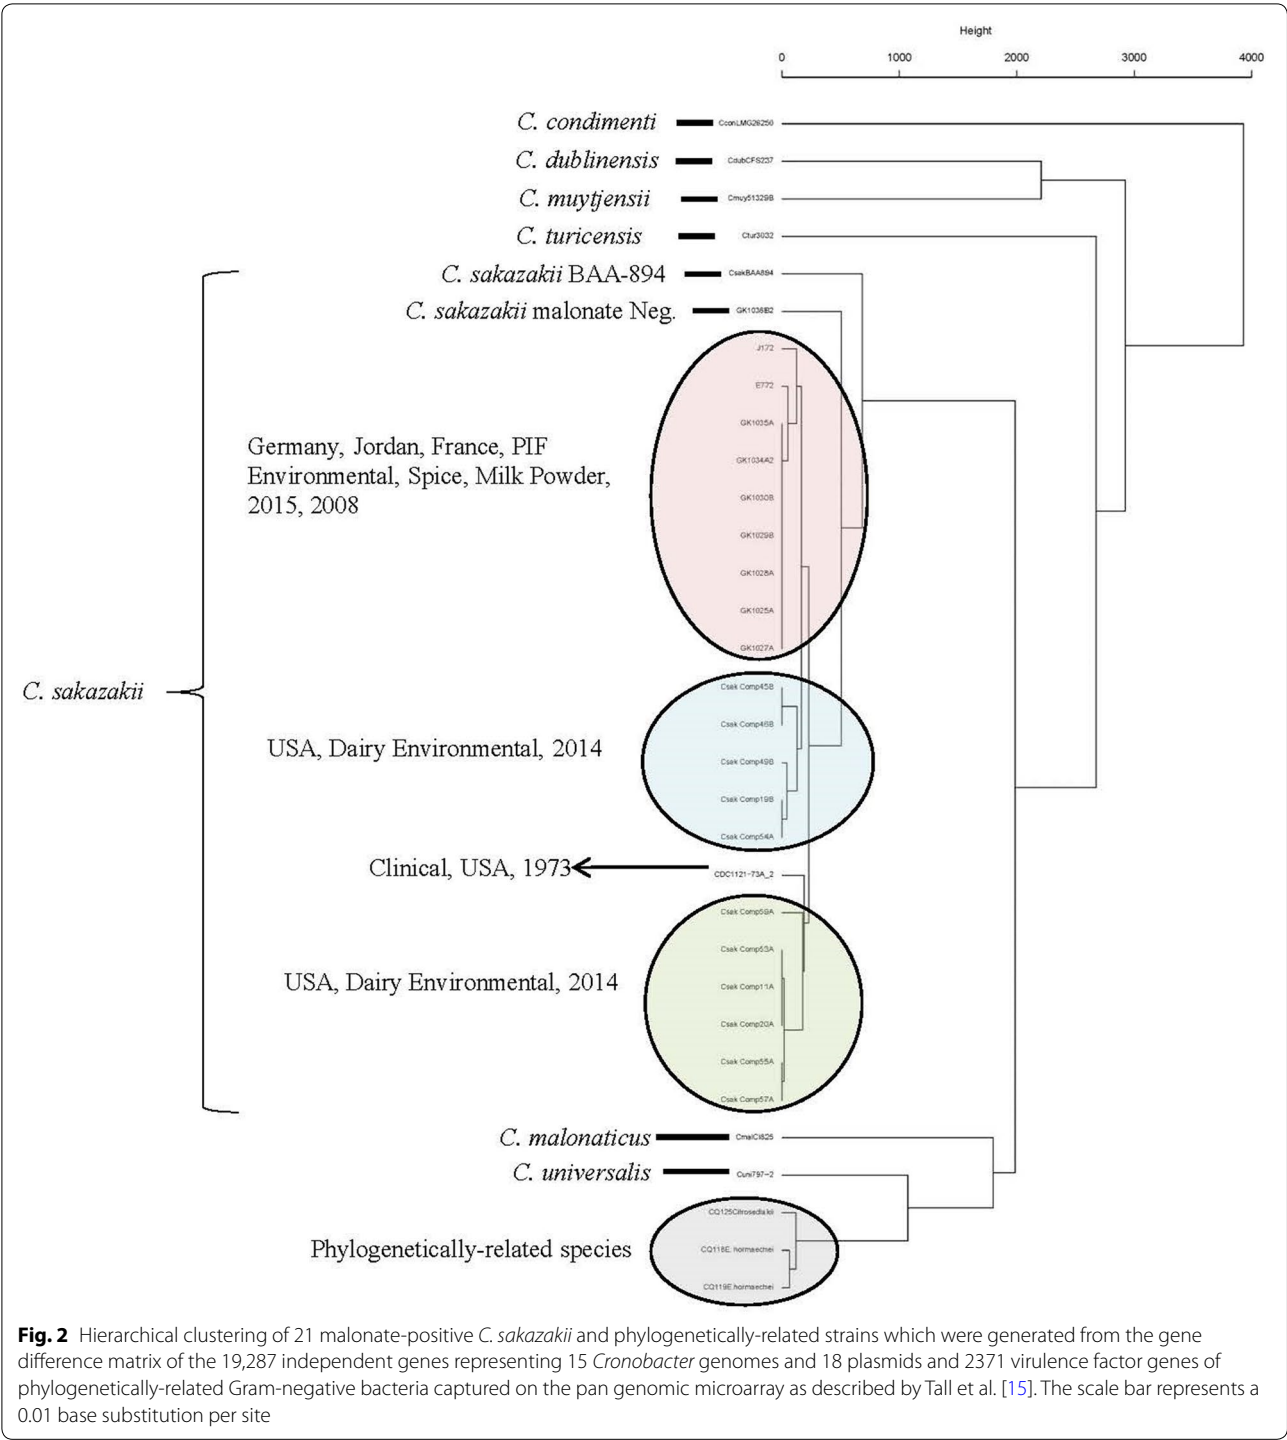 Height
0 1000 2000 3000 4000
C. condimenti CconLMG26250
C. dublinensis CdubCFS237
C. muytjensii Cmuy51329B
C. turicensis Ctur3032
C. sakazakii BAA-894 CsakBAA894
C. sakazakii malonate Neg. GK1036B2
J172
E772
GK1035A
Germany, Jordan, France, PIF
Environmental, Spice, Milk Powder,
2015, 2008
GK1034A2
GK1030B
GK1029B
GK1028A
GK1025A
GK1027A
C. sakazakii
Csak Comp45B
Csak Comp46B
USA, Dairy Environmental, 2014
Csak Comp49B
Csak Comp19B
Csak Comp54A
Clinical, USA, 1973 CDC1121-73A_2
Csak Comp59A
Csak Comp53A
USA, Dairy Environmental, 2014
Csak Comp11A
Csak Comp20A
Csak Comp55A
Csak Comp57A
C. malonaticus CmalCI825
C. universalis Cuni797-2
Phylogenetically-related species
CQ118E. hormaechei
CQ119E.hormaechei
Fig. 2 Hierarchical clustering of 21 malonate-positive C. sakazakii and phylogenetically-related strains which were generated from the gene
difference matrix of the 19,287 independent genes representing 15 Cronobacter genomes and 18 plasmids and 2371 virulence factor genes of
phylogenetically-related Gram-negative bacteria captured on the pan genomic microarray as described by Tall et al. [15]. The scale bar represents a
0.01 base substitution per site